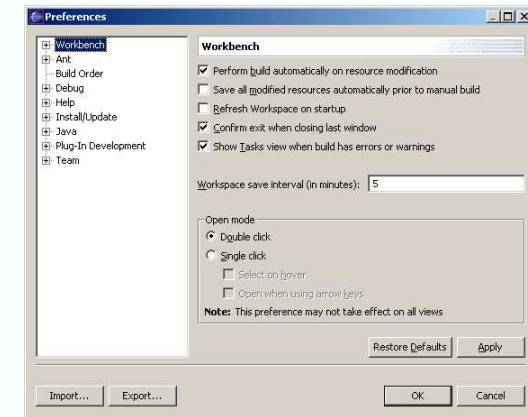 Preferences
Workbench
Ant
Build Order
Debug
Help
Install/Update
Java
Plug-In Development
Team
Workbench
Perform build automatically on resource modification
Save all modified resources automatically prior to manual build
Refresh Workspace on startup
Confirm exit when closing last window
Show Tasks view when build has errors or warnings
Workspace save interval (in minutes): 5
Open mode
Double click
Single click
Select on hover
Open when using arrow keys
Note: This preference may not take effect on all views
Restore Defaults Apply
Import... Export... OK Cancel